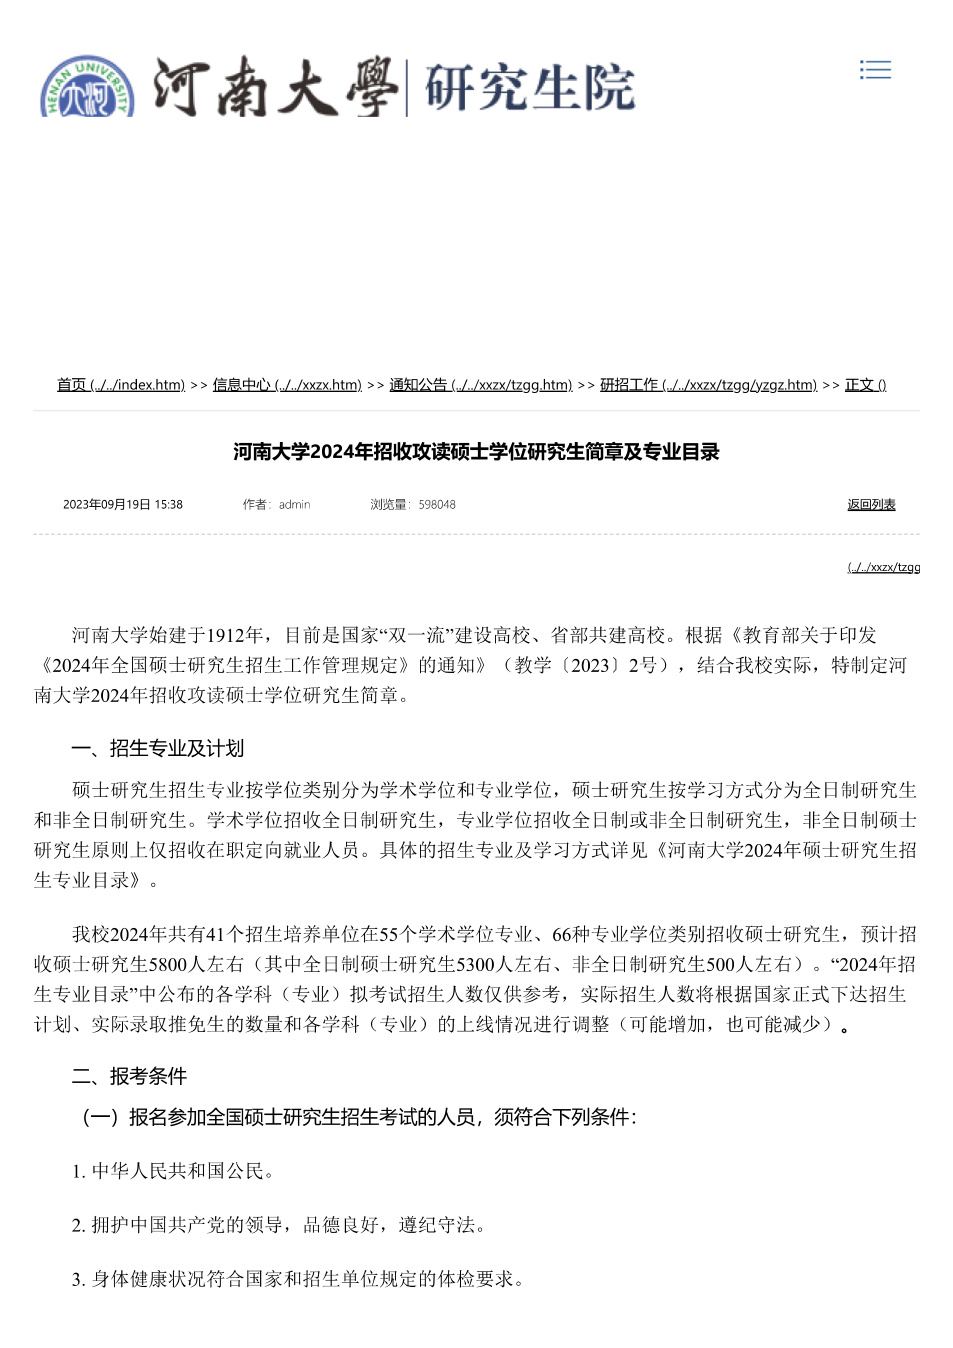 HENAN UNIVERSITY
河南大學 研究生院
首页 (../../index.htm) >> 信息中心 (../../xxzx.htm) >> 通知公告 (../../xxzx/tzgg.htm) >> 研招工作 (../../xxzx/tzgg/yzgz.htm) >> 正文 ()
河南大学2024年招收攻读硕士学位研究生简章及专业目录
2023年09月19日 15:38 作者：admin 浏览量：598048 返回列表
(../../xxzx/tzgg
河南大学始建于1912年，目前是国家“双一流”建设高校、省部共建高校。根据《教育部关于印发
《2024年全国硕士研究生招生工作管理规定》的通知》（教学〔2023〕2号），结合我校实际，特制定河
南大学2024年招收攻读硕士学位研究生简章。
一、招生专业及计划
硕士研究生招生专业按学位类别分为学术学位和专业学位，硕士研究生按学习方式分为全日制研究生
和非全日制研究生。学术学位招收全日制研究生，专业学位招收全日制或非全日制研究生，非全日制硕士
研究生原则上仅招收在职定向就业人员。具体的招生专业及学习方式详见《河南大学2024年硕士研究生招
生专业目录》。
我校2024年共有41个招生培养单位在55个学术学位专业、66种专业学位类别招收硕士研究生，预计招
收硕士研究生5800人左右（其中全日制硕士研究生5300人左右、非全日制研究生500人左右）。“2024年招
生专业目录”中公布的各学科（专业）拟考试招生人数仅供参考，实际招生人数将根据国家正式下达招生
计划、实际录取推免生的数量和各学科（专业）的上线情况进行调整（可能增加，也可能减少）。
二、报考条件
（一）报名参加全国硕士研究生招生考试的人员，须符合下列条件：
1. 中华人民共和国公民。
2. 拥护中国共产党的领导，品德良好，遵纪守法。
3. 身体健康状况符合国家和招生单位规定的体检要求。